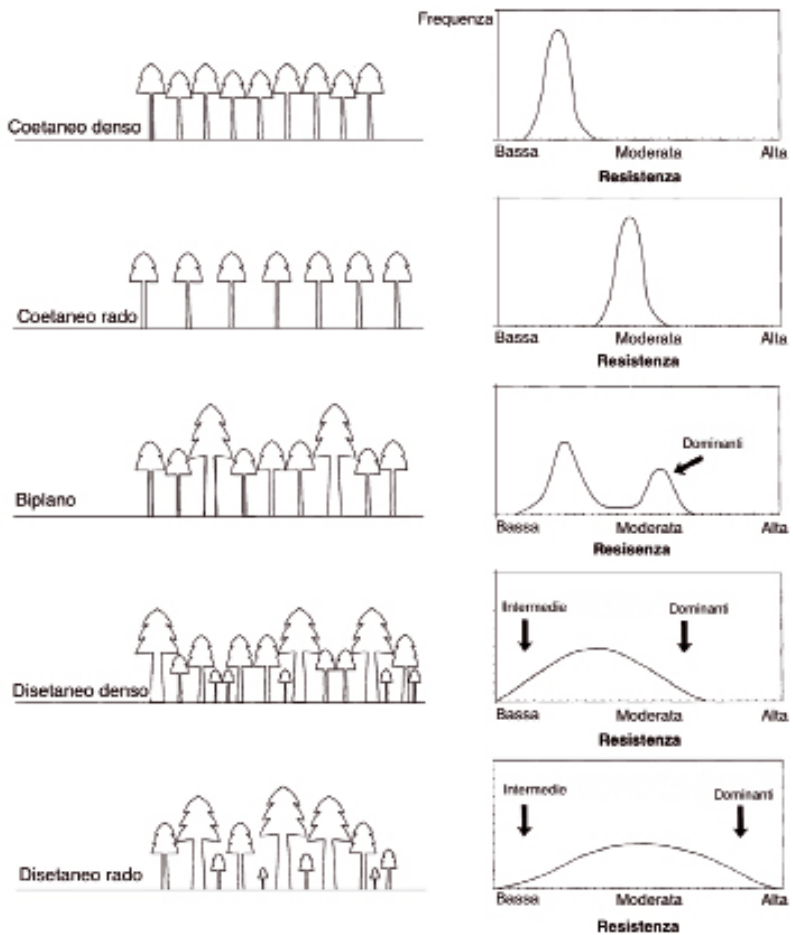 Frequenza
Coetaneo denso
Bassa Moderata Alta
Resistenza
Coetaneo rado
Bassa Moderata Alta
Resistenza
Dominanti
Biplano
Bassa Moderata Alta
Resisenza
Intermedie Dominanti
Disetaneo denso
Bassa Moderata Alta
Resistenza
Intermedie Dominanti
Disetaneo rado
Bassa Moderata Alta
Resistenza